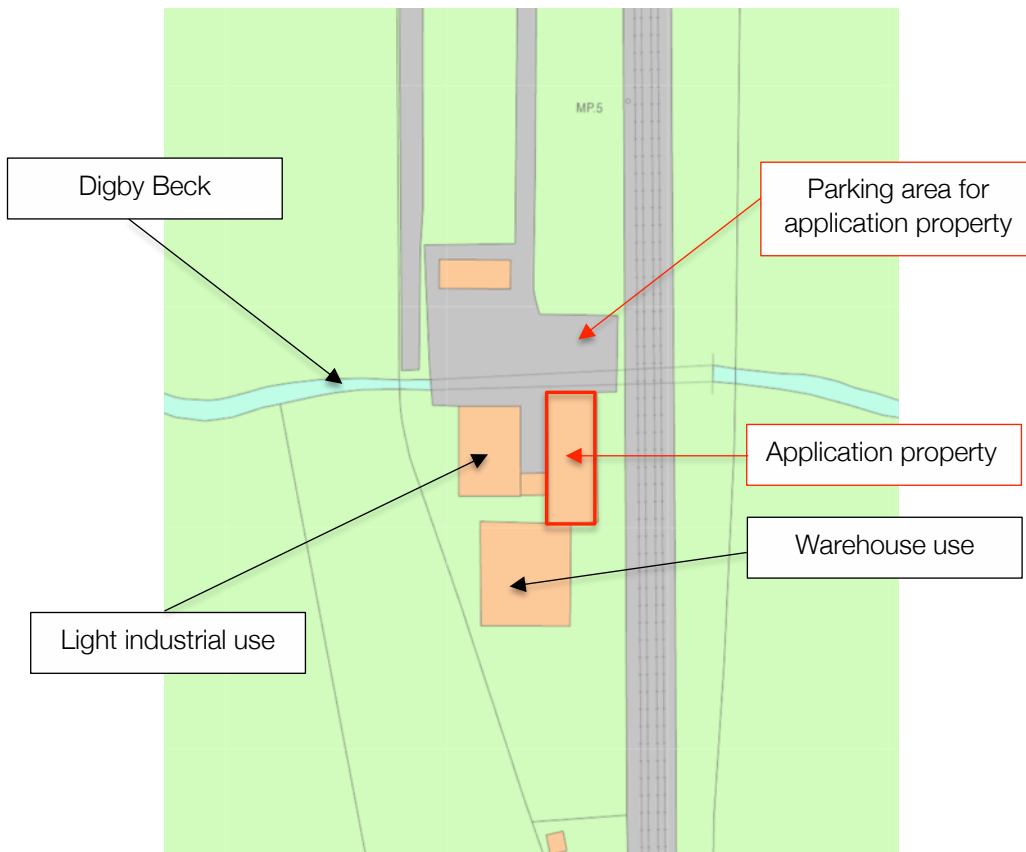 MP.5
Digby Beck
Parking area for
application property
Application property
Warehouse use
Light industrial use